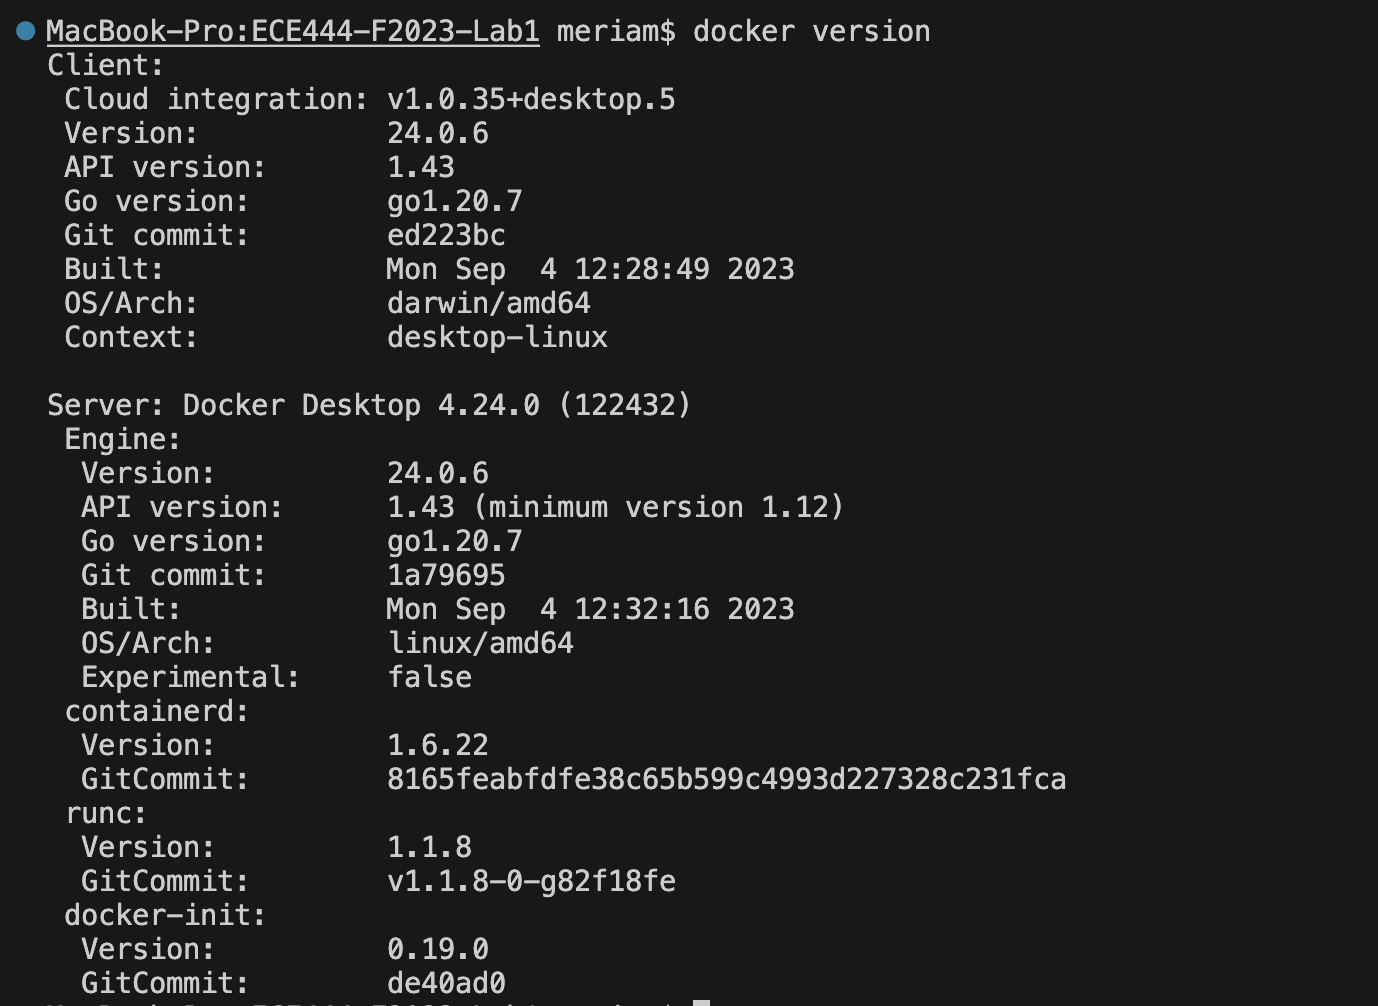 MacBook-Pro:ECE444-F2023-Lab1 meriam$ docker version
Client:
 Cloud integration: v1.0.35+desktop.5
 Version:           24.0.6
 API version:       1.43
 Go version:        go1.20.7
 Git commit:        ed223bc
 Built:             Mon Sep  4 12:28:49 2023
 OS/Arch:           darwin/amd64
 Context:           desktop-linux

Server: Docker Desktop 4.24.0 (122432)
 Engine:
  Version:          24.0.6
  API version:      1.43 (minimum version 1.12)
  Go version:       go1.20.7
  Git commit:       1a79695
  Built:            Mon Sep  4 12:32:16 2023
  OS/Arch:          linux/amd64
  Experimental:     false
 containerd:
  Version:          1.6.22
  GitCommit:        8165feabfdfe38c65b599c4993d227328c231fca
 runc:
  Version:          1.1.8
  GitCommit:        v1.1.8-0-g82f18fe
 docker-init:
  Version:          0.19.0
  GitCommit:        de40ad0